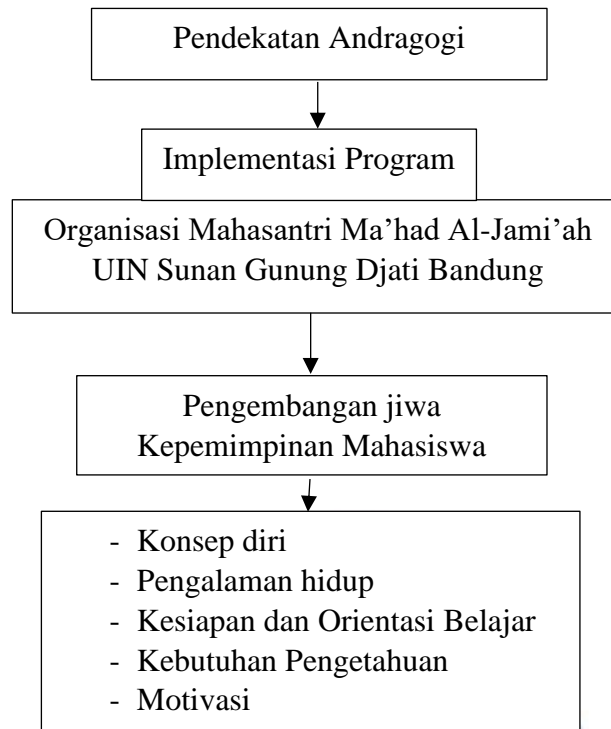 Pendekatan Andragogi
Implementasi Program
Organisasi Mahasantri Ma’had Al-Jami’ah
UIN Sunan Gunung Djati Bandung
Pengembangan jiwa
Kepemimpinan Mahasiswa
- Konsep diri
- Pengalaman hidup
- Kesiapan dan Orientasi Belajar
- Kebutuhan Pengetahuan
- Motivasi